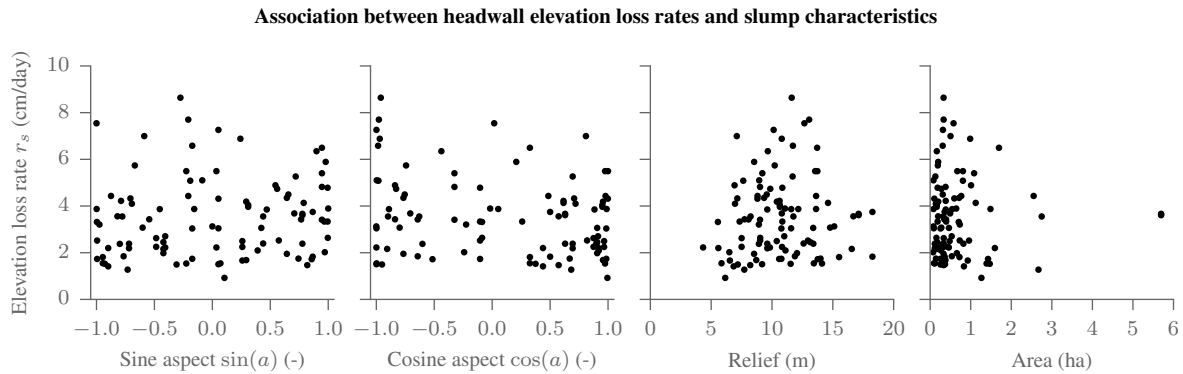 Association between headwall elevation loss rates and slump characteristics
Elevation loss rate r_s (cm/day)
10
8
6
4
2
0
−1.0 −0.5 0.0 0.5 1.0
Sine aspect sin(a) (-)
−1.0 −0.5 0.0 0.5 1.0
Cosine aspect cos(a) (-)
0 5 10 15 20
Relief (m)
0 1 2 3 4 5 6
Area (ha)